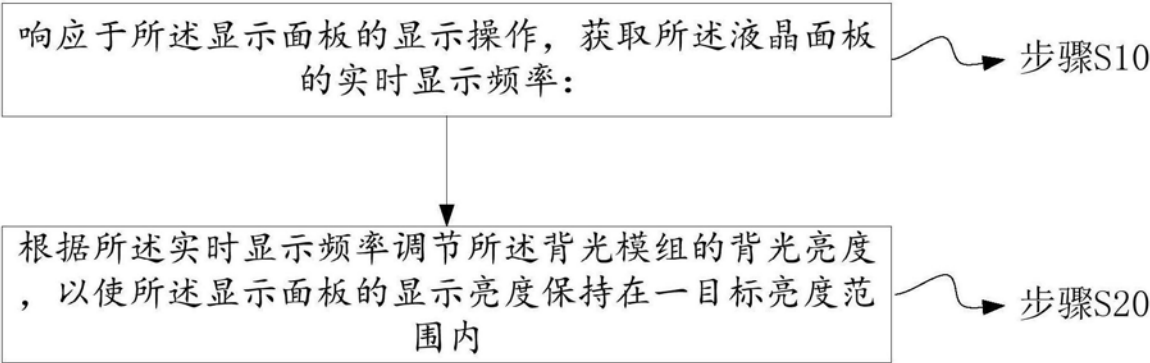 响应于所述显示面板的显示操作，获取所述液晶面板
的实时显示频率：
步骤S10
根据所述实时显示频率调节所述背光模组的背光亮度
，以使所述显示面板的显示亮度保持在一目标亮度范
围内
步骤S20